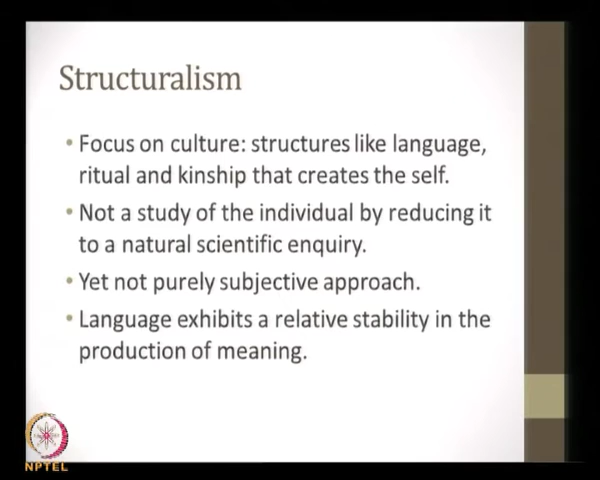 Structuralism
• Focus on culture: structures like language,
ritual and kinship that creates the self.
• Not a study of the individual by reducing it
to a natural scientific enquiry.
• Yet not purely subjective approach.
• Language exhibits a relative stability in the
production of meaning.
NPTEL